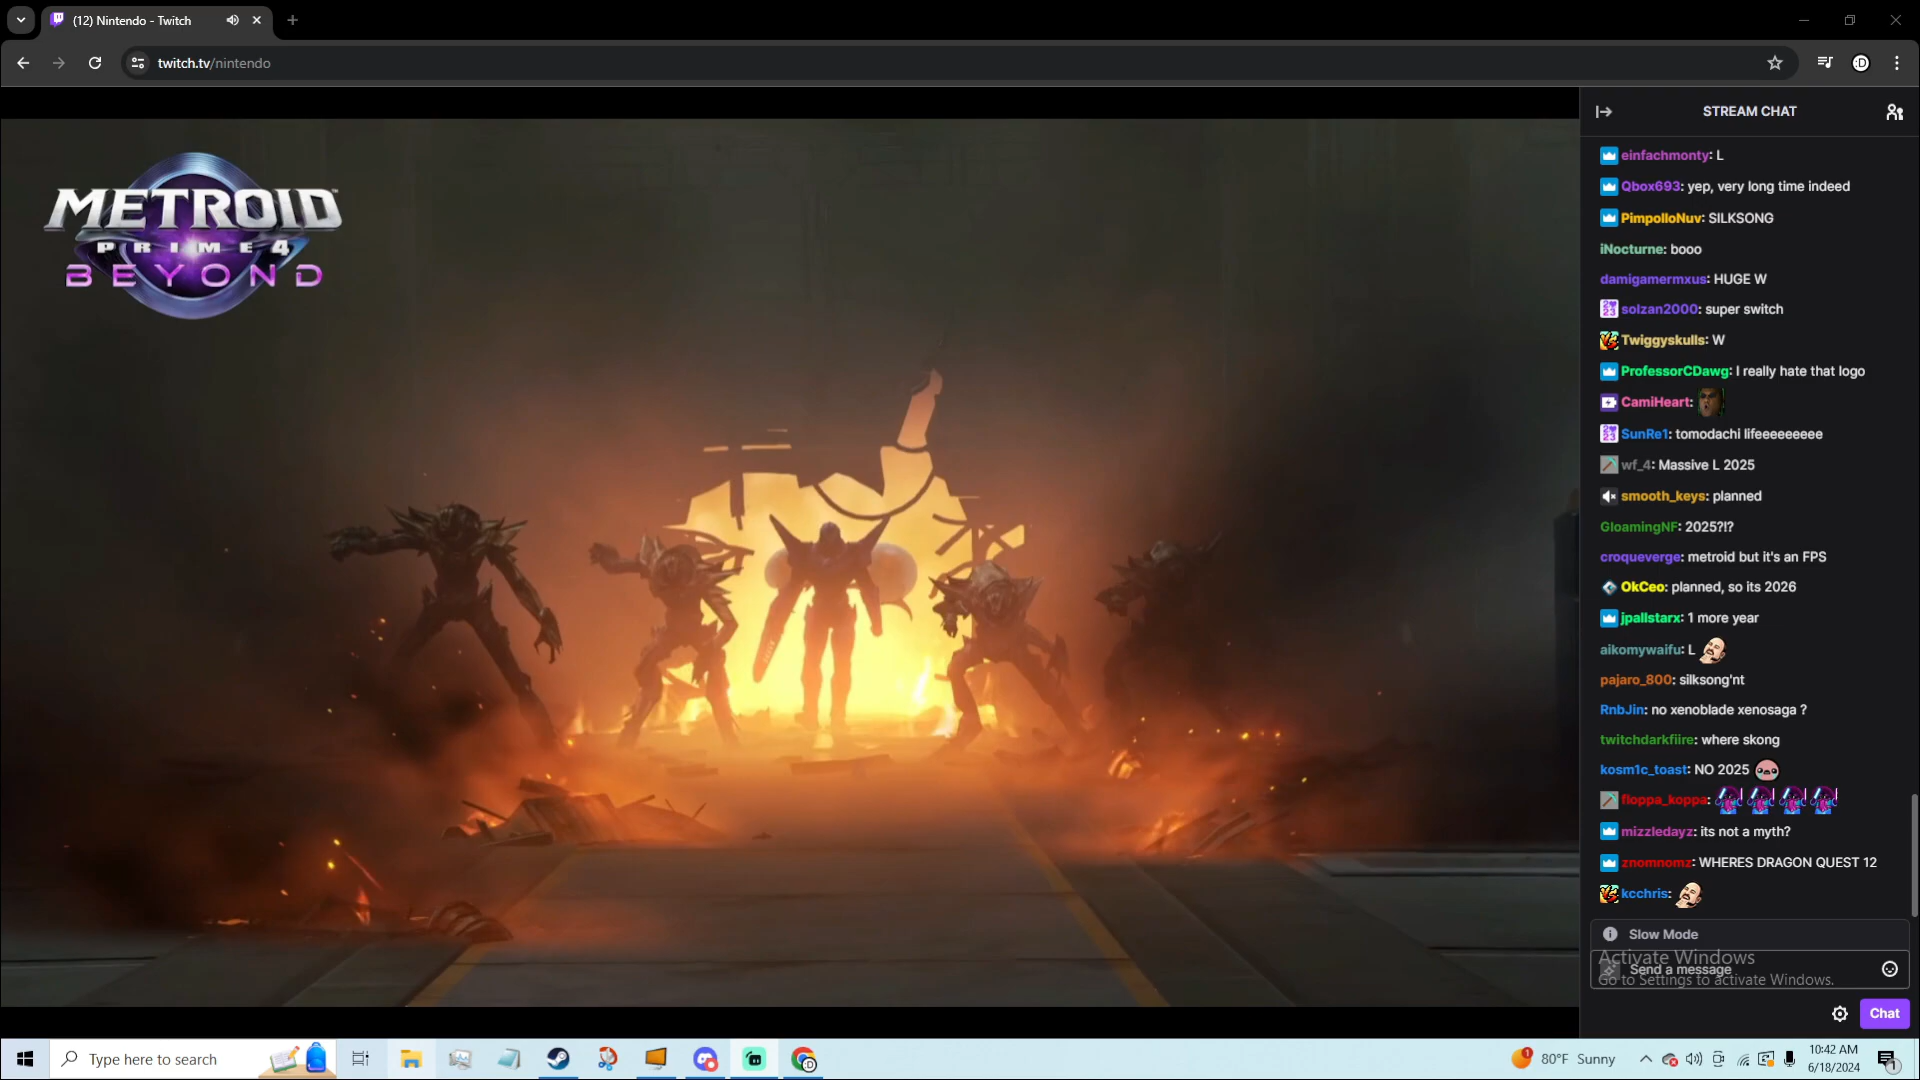 (12) Nintendo - Twitch
twitch.tv/nintendo
METROID™
PRIME 4
BEYOND
STREAM CHAT
einfachmonty: L
Qbox693: yep, very long time indeed
PimpolloNuv: SILKSONG
iNocturne: booo
damigamermxus: HUGE W
solzan2000: super switch
Twiggyskulls: W
ProfessorCDawg: I really hate that logo
CamiHeart:
SunRe1: tomodachi lifeeeeeeeee
wf_4: Massive L 2025
smooth_keys: planned
GloamingNF: 2025?!?
croqueverge: metroid but it's an FPS
OkCeo: planned, so its 2026
jpallstarx: 1 more year
aikomywaifu: L
pajaro_800: silksong'nt
RnbJin: no xenoblade xenosaga ?
twitchdarkfiire: where skong
kosm1c_toast: NO 2025
floppa_koppa:
mizzledayz: its not a myth?
znomnomz: WHERES DRAGON QUEST 12
kcchris:
Slow Mode
Send a message
Activate Windows
Go to Settings to activate Windows.
Chat
Type here to search
80°F Sunny
10:42 AM
6/18/2024